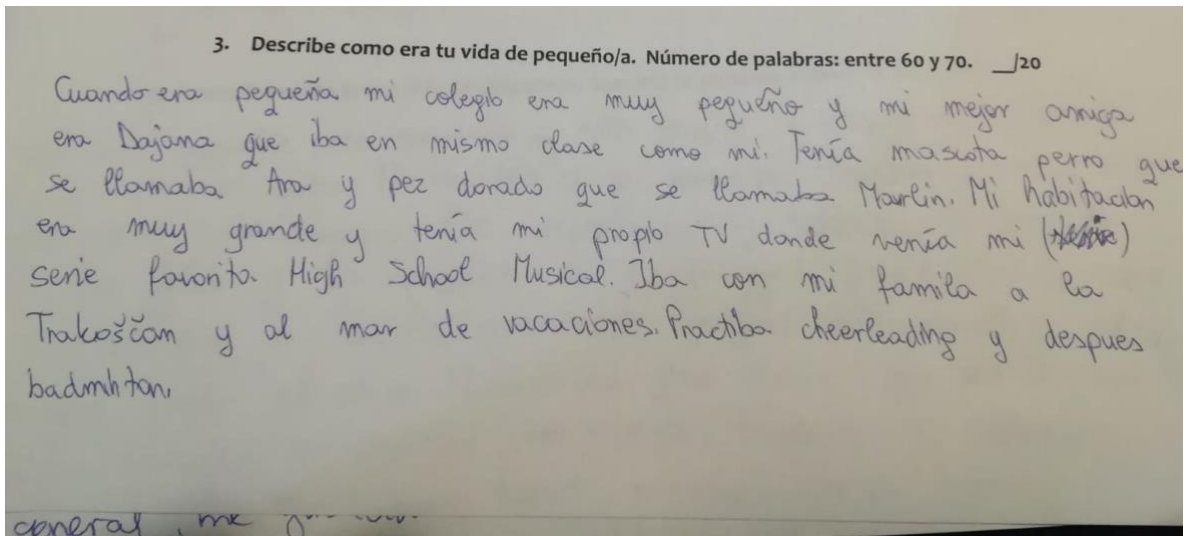 3. Describe como era tu vida de pequeño/a. Número de palabras: entre 60 y 70. __/20
Cuando era pequeña mi colegio era muy pequeño y mi mejor amiga
era Dajana que iba en mismo clase como mi. Tenía mascota perro que
se llamaba Ara y pez dorado que se llamaba Marlin. Mi habitacion
era muy grande y tenía mi propio TV donde venía mi
serie favorito. High School Musical. Iba con mi famila a la
Trakošćan y al mar de vacaciones. Practiba cheerleading y despues
badminton.
general, me